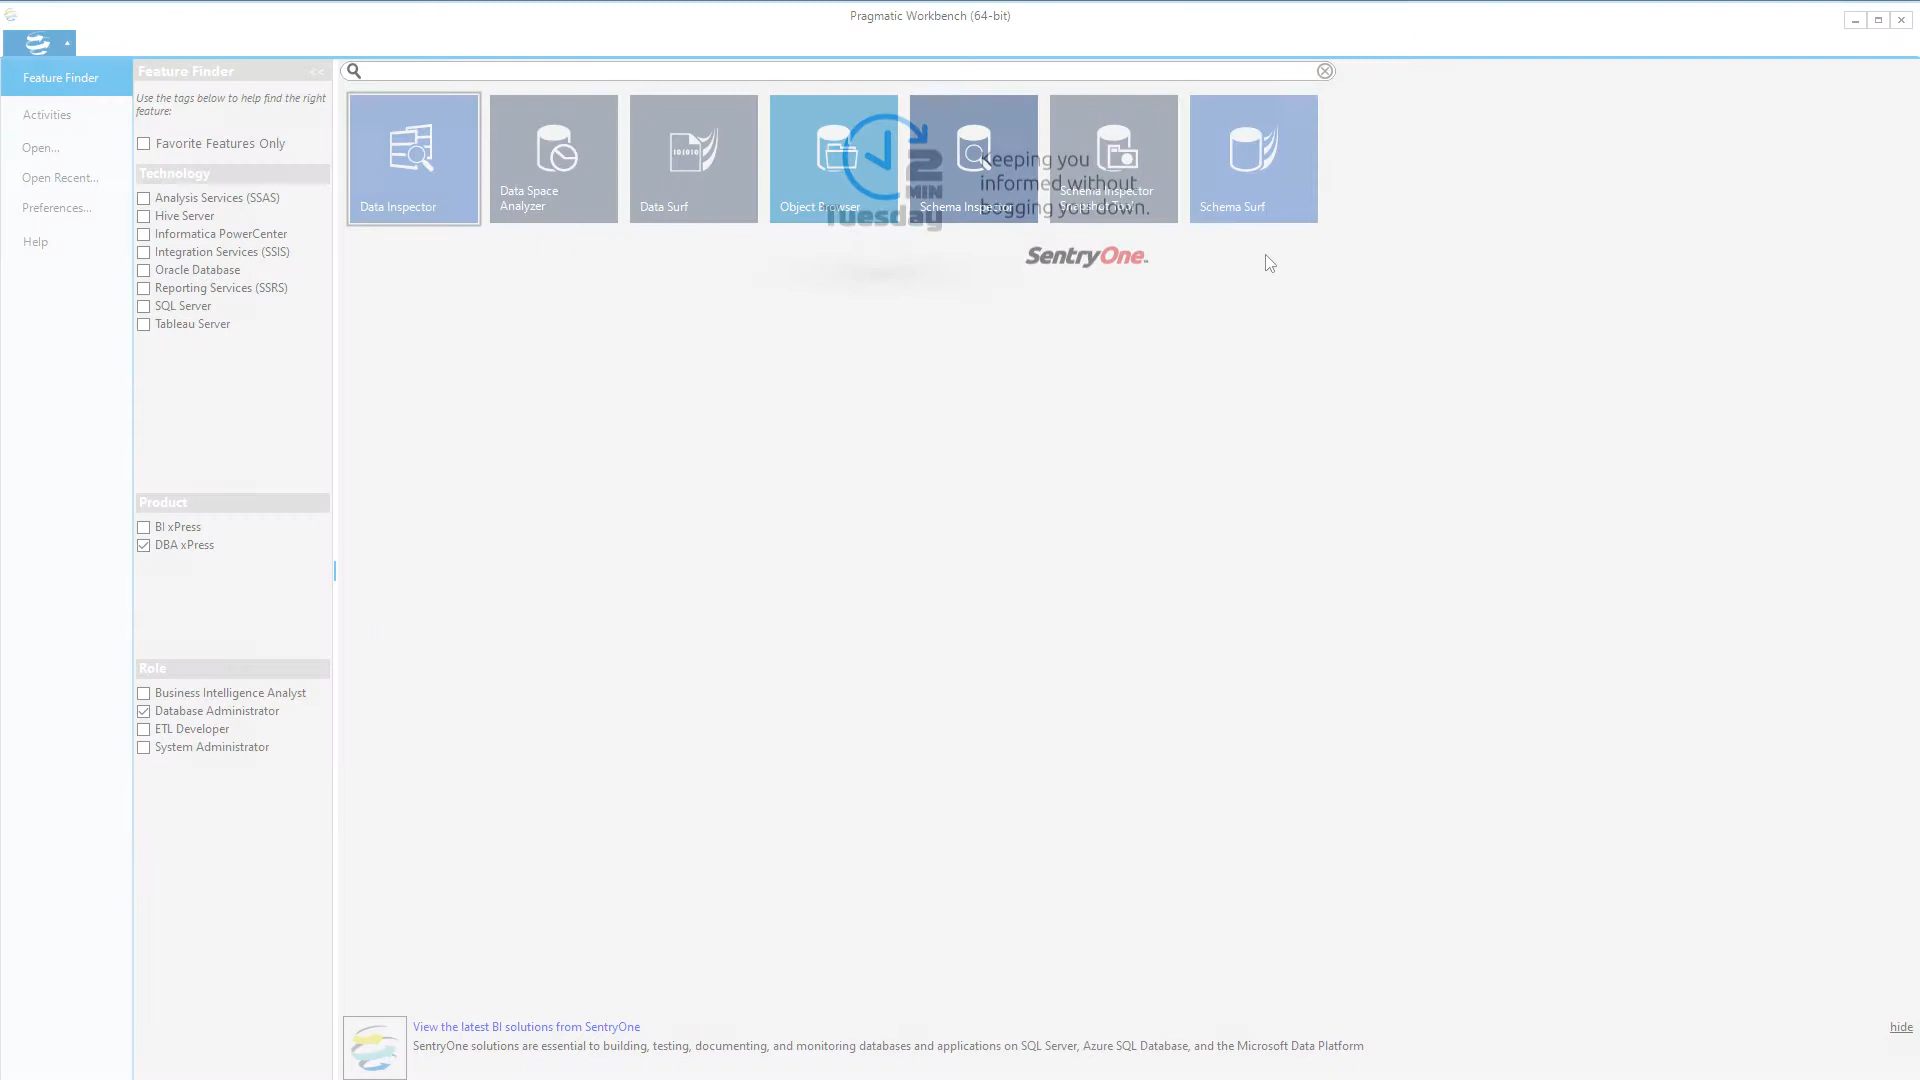 Pragmatic Workbench (64-bit)
Feature Finder
Activities
Open...
Open Recent...
Preferences...
Help
Feature Finder
<<
Use the tags below to help find the right
feature:
Favorite Features Only
Technology
Analysis Services (SSAS)
Hive Server
Informatica PowerCenter
Integration Services (SSIS)
Oracle Database
Reporting Services (SSRS)
SQL Server
Tableau Server
Product
BI xPress
DBA xPress
Role
Business Intelligence Analyst
Database Administrator
ETL Developer
System Administrator
Data Inspector
Data Space
Analyzer
Data Surf
Object Browser
Schema Inspector
Schema Inspector
Snapshot Tool
Schema Surf
2
MIN
Tuesday
Keeping you
informed without
bogging you down.
SentryOne
View the latest BI solutions from SentryOne
SentryOne solutions are essential to building, testing, documenting, and monitoring databases and applications on SQL Server, Azure SQL Database, and the Microsoft Data Platform
hide